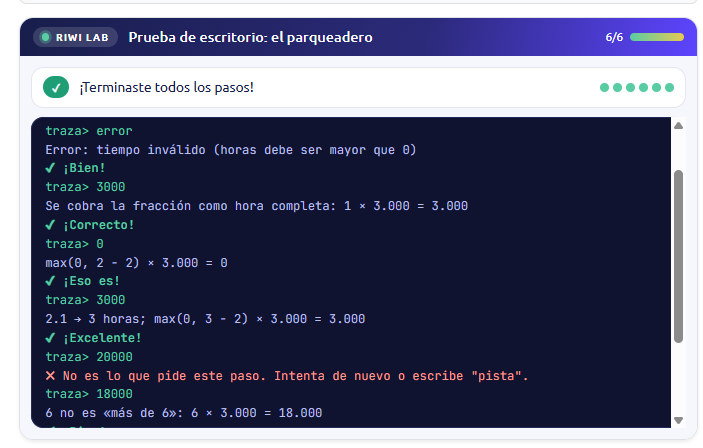 RIWI LAB Prueba de escritorio: el parqueadero 6/6
✔ ¡Terminaste todos los pasos!
traza> error
Error: tiempo inválido (horas debe ser mayor que 0)
✔ ¡Bien!
traza> 3000
Se cobra la fracción como hora completa: 1 × 3.000 = 3.000
✔ ¡Correcto!
traza> 0
max(0, 2 - 2) × 3.000 = 0
✔ ¡Eso es!
traza> 3000
2.1 → 3 horas; max(0, 3 - 2) × 3.000 = 3.000
✔ ¡Excelente!
traza> 20000
✘ No es lo que pide este paso. Intenta de nuevo o escribe "pista".
traza> 18000
6 no es «más de 6»: 6 × 3.000 = 18.000